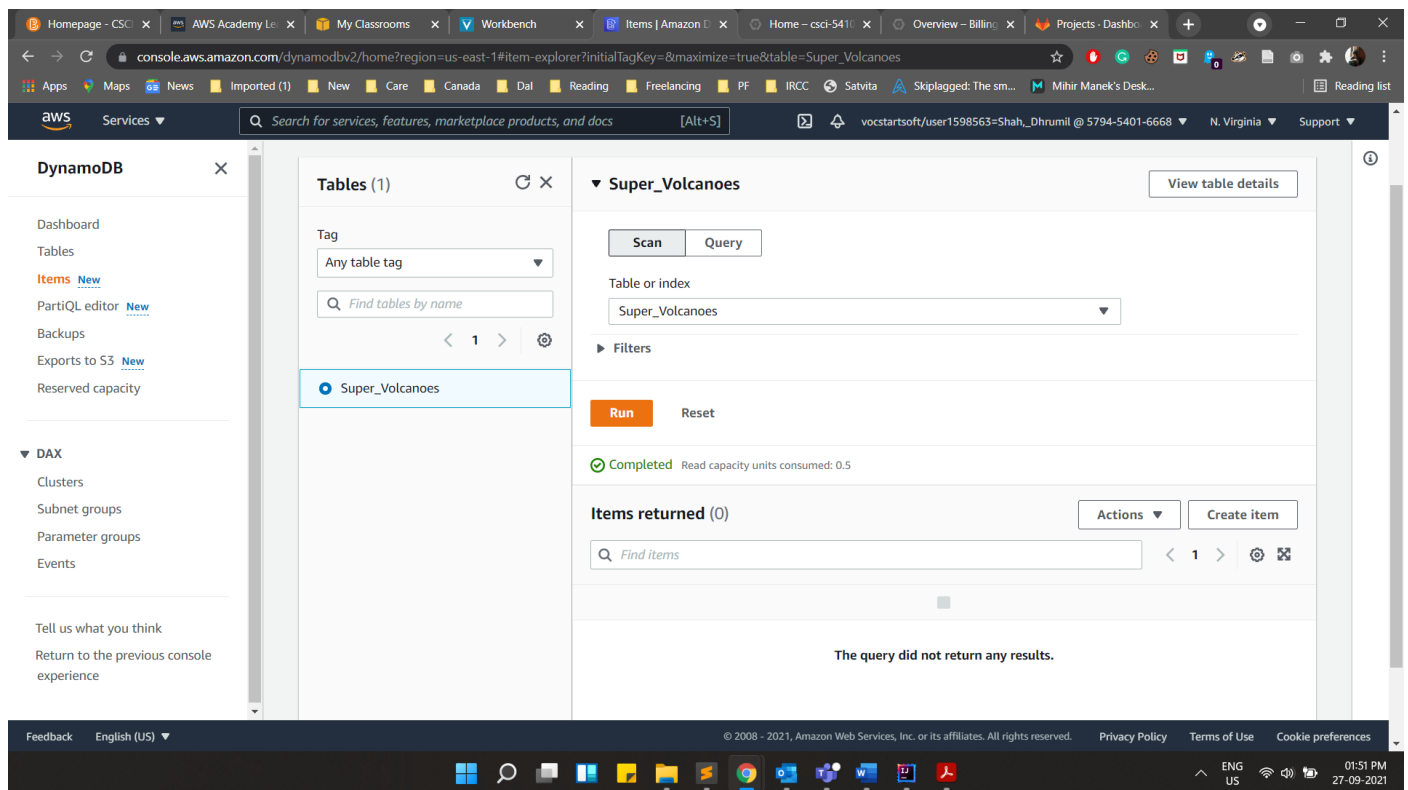 Homepage - CSC
AWS Academy Le
My Classrooms
Workbench
Items | Amazon D
Home – csci-5410
Overview – Billing
Projects · Dashbo
console.aws.amazon.com/dynamodbv2/home?region=us-east-1#item-explorer?initialTagKey=&maximize=true&table=Super_Volcanoes
Apps Maps News Imported (1) New Care Canada Dal Reading Freelancing PF IRCC Satvita Skiplagged: The sm... Mihir Manek's Desk... Reading list
aws Services ▼ Search for services, features, marketplace products, and docs [Alt+S] vocstartsoft/user1598563=Shah,_Dhrumil @ 5794-5401-6668 ▼ N. Virginia ▼ Support ▼
DynamoDB
Dashboard
Tables
Items New
PartiQL editor New
Backups
Exports to S3 New
Reserved capacity
DAX
Clusters
Subnet groups
Parameter groups
Events
Tell us what you think
Return to the previous console
experience
Tables (1)
Tag
Any table tag
Find tables by name
1
Super_Volcanoes
Super_Volcanoes
View table details
Scan Query
Table or index
Super_Volcanoes
Filters
Run Reset
Completed Read capacity units consumed: 0.5
Items returned (0)
Actions Create item
Find items
1
The query did not return any results.
Feedback English (US) ▼ © 2008 - 2021, Amazon Web Services, Inc. or its affiliates. All rights reserved. Privacy Policy Terms of Use Cookie preferences
ENG
US
01:51 PM
27-09-2021